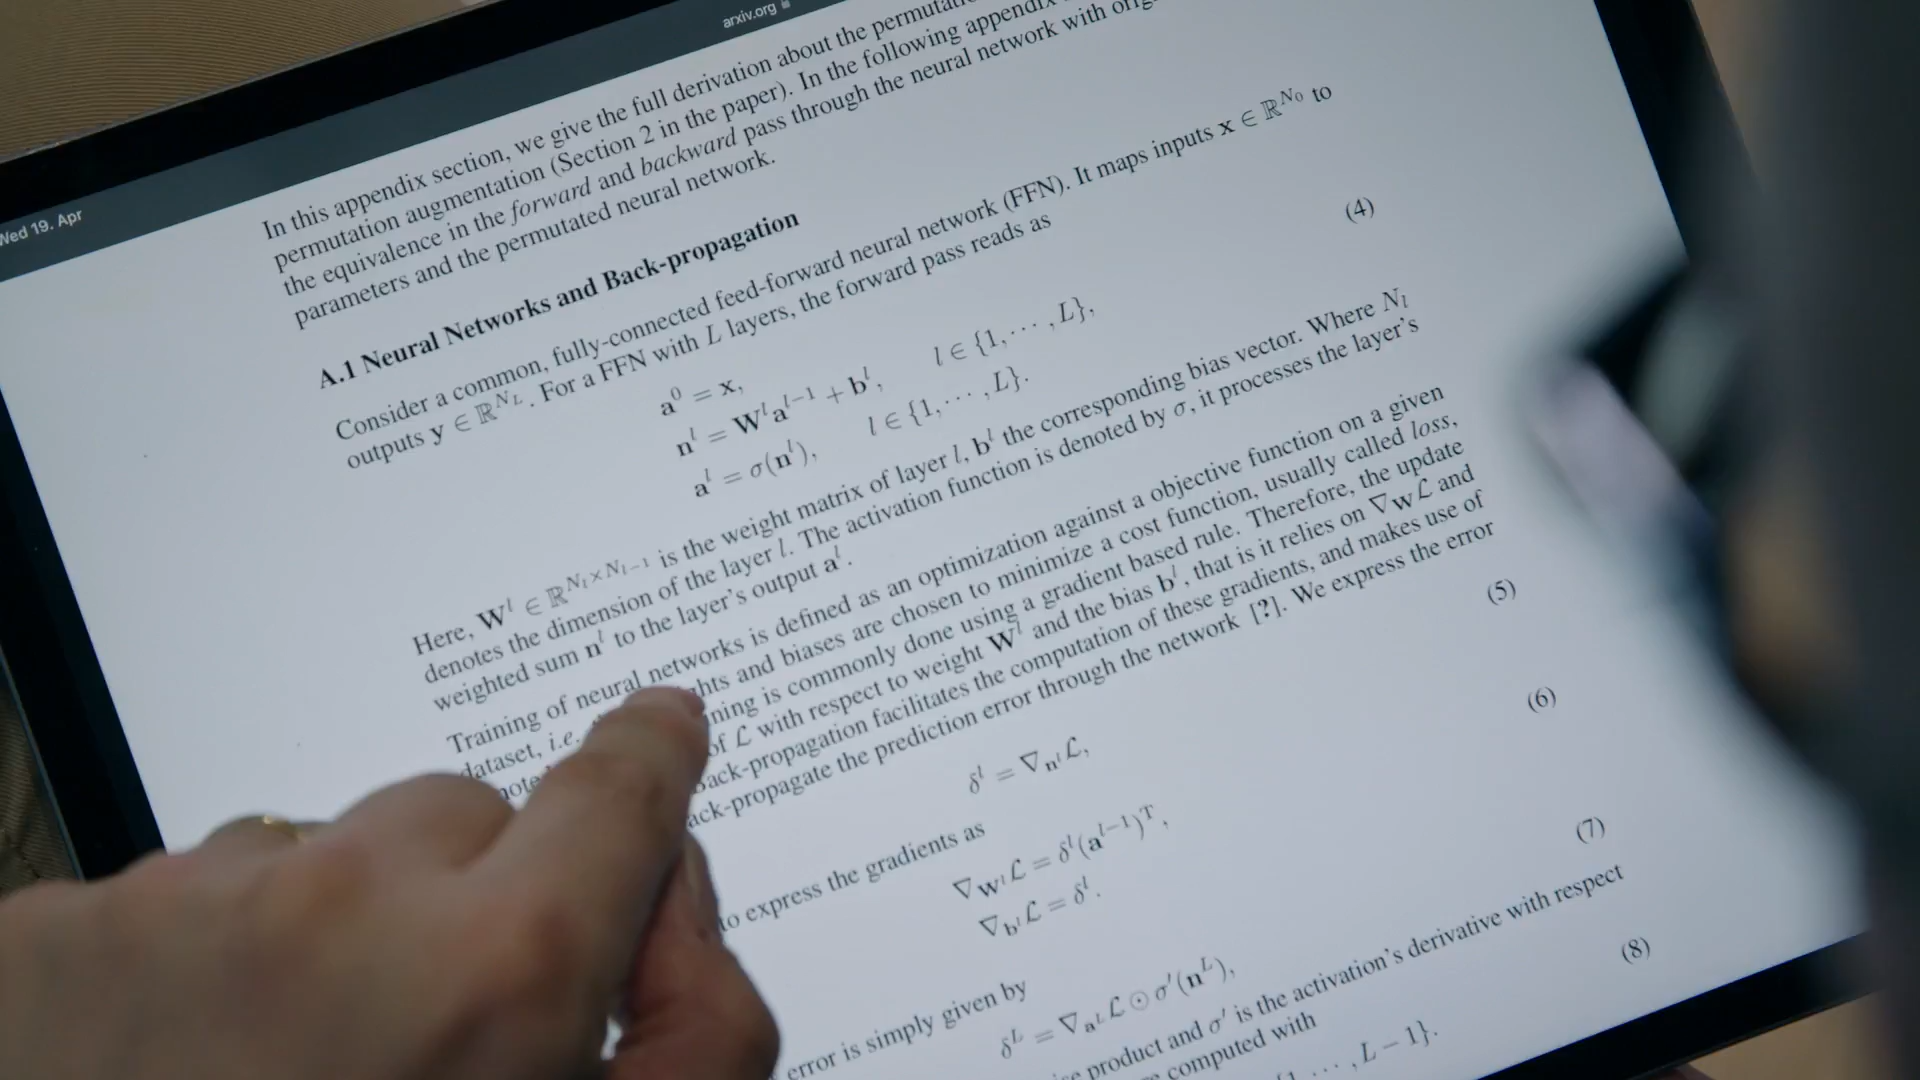 arxiv.org
Wed 19. Apr
In this appendix section, we give the full derivation about the
permutation augmentation (Section 2 in the paper). In the following appendix
the equivalence in the forward and backward pass through the neural network with
parameters and the permutated neural network.
A.1 Neural Networks and Back-propagation
Consider a common, fully-connected feed-forward neural network (FFN). It maps inputs x ∈ ℝ^{N_0} to
outputs y ∈ ℝ^{N_L}. For a FFN with L layers, the forward pass reads as
(4)
a^0 = x,
n^l = W^l a^{l−1} + b^l, l ∈ {1, ⋯ , L},
a^l = σ(n^l), l ∈ {1, ⋯ , L}.
Here, W^l ∈ ℝ^{N_l×N_{l−1}} is the weight matrix of layer l, b^l the corresponding bias vector. Where N_l
denotes the dimension of the layer l. The activation function is denoted by σ, it processes the layer's
weighted sum n^l to the layer's output a^l.
Training of neural networks is defined as an optimization against a objective function on a given
dataset, i.e. and biases are chosen to minimize a cost function, usually called loss,
is commonly done using a gradient based rule. Therefore, the update
of ℒ with respect to weight W^l and the bias b^l, that is it relies on ∇_W ℒ and
Back-propagation facilitates the computation of these gradients, and makes use of
back-propagate the prediction error through the network [?]. We express the error
(5)
δ^l = ∇_{n^l} ℒ,
to express the gradients as
(6)
∇_{W^l} ℒ = δ^l(a^{l−1})^T,
∇_{b^l} ℒ = δ^l.
(7)
error is simply given by
δ^L = ∇_{a^L} ℒ ⊙ σ′(n^L),
product and σ′ is the activation's derivative with respect
computed with
(8)
⋯ , L − 1}.